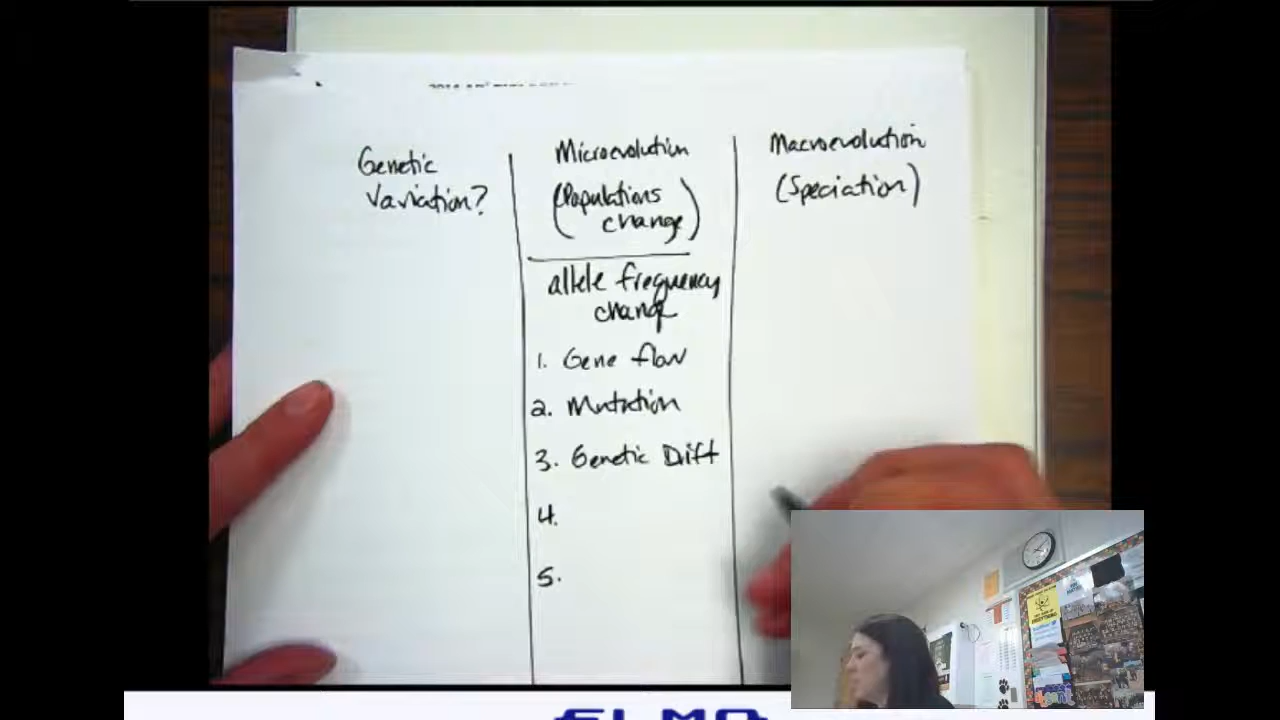 Genetic
Variation?
Microevolution
(Populations
change)
allele frequency
change
1. Gene flow
2. Mutation
3. Genetic Drift
4.
5.
Macroevolution
(Speciation)
ELMO